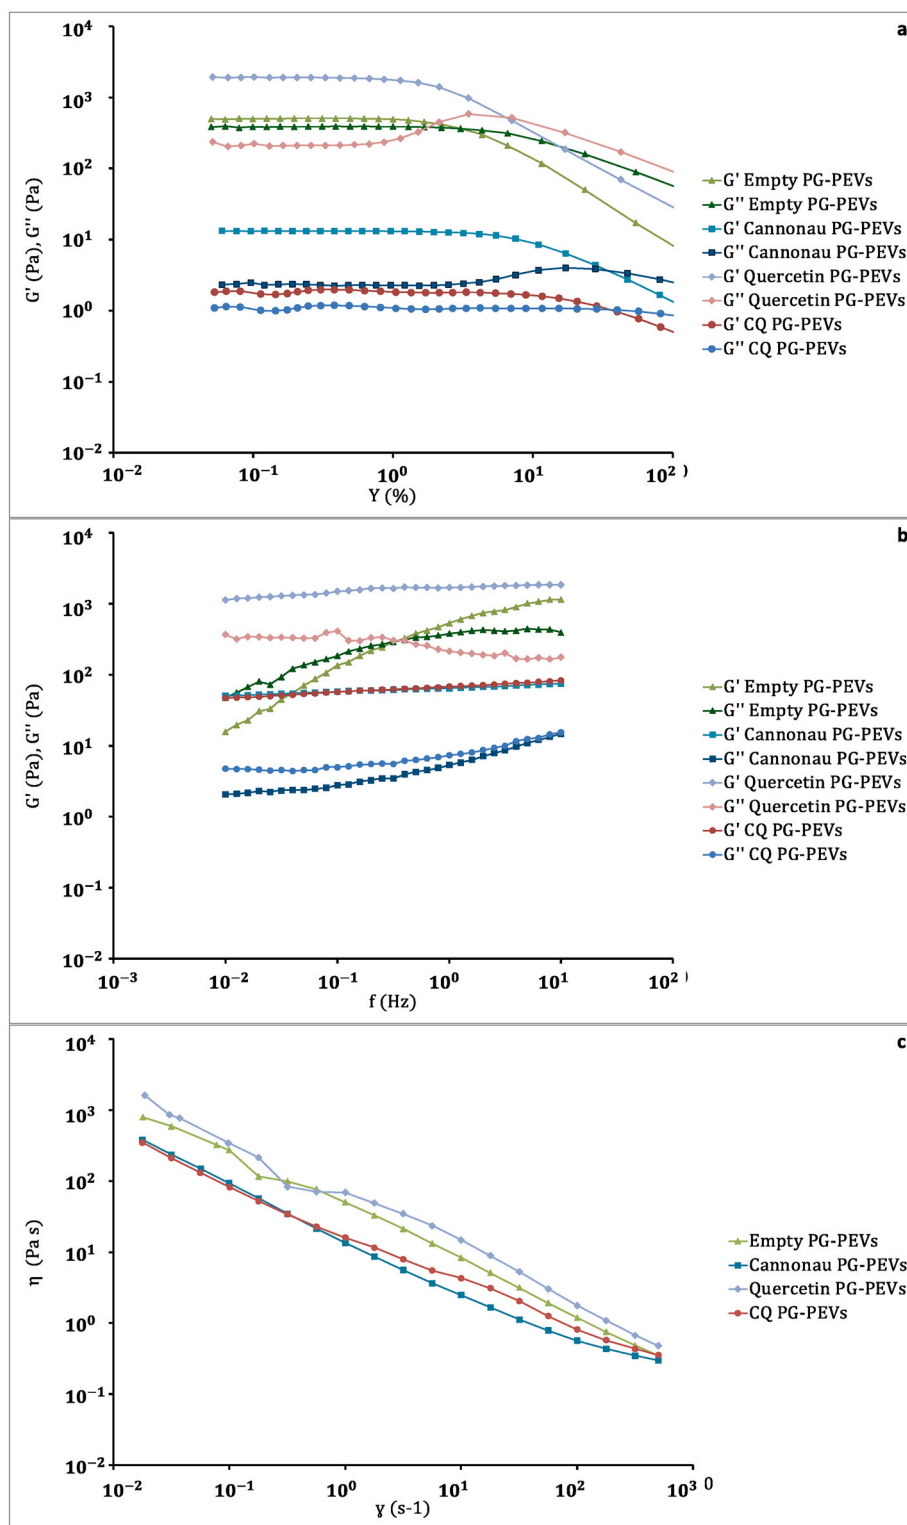 a
10⁴
10³
10²
10¹
10⁰
10⁻¹
10⁻²
G' (Pa), G'' (Pa)
10⁻² 10⁻¹ 10⁰ 10¹ 10² )
Y (%)
G' Empty PG-PEVs
G'' Empty PG-PEVs
G' Cannonau PG-PEVs
G'' Cannonau PG-PEVs
G' Quercetin PG-PEVs
G'' Quercetin PG-PEVs
G' CQ PG-PEVs
G'' CQ PG-PEVs
b
10⁴
10³
10²
10¹
10⁰
10⁻¹
10⁻²
G' (Pa), G'' (Pa)
10⁻³ 10⁻² 10⁻¹ 10⁰ 10¹ 10² )
f (Hz)
G' Empty PG-PEVs
G'' Empty PG-PEVs
G' Cannonau PG-PEVs
G'' Cannonau PG-PEVs
G' Quercetin PG-PEVs
G'' Quercetin PG-PEVs
G' CQ PG-PEVs
G'' CQ PG-PEVs
c
10⁴
10³
10²
10¹
10⁰
10⁻¹
10⁻²
η (Pa s)
10⁻² 10⁻¹ 10⁰ 10¹ 10² 10³ 0
ɣ (s-1)
Empty PG-PEVs
Cannonau PG-PEVs
Quercetin PG-PEVs
CQ PG-PEVs